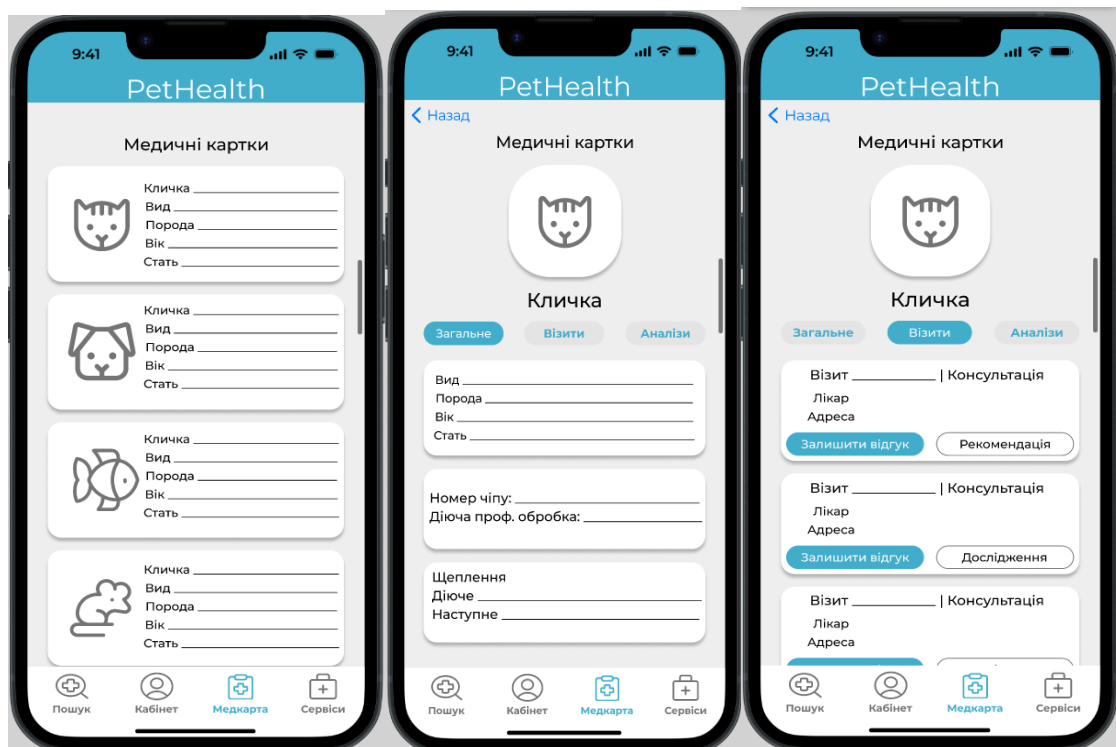 9:41
PetHealth
Медичні картки
Кличка
Вид
Порода
Вік
Стать
Кличка
Вид
Порода
Вік
Стать
Кличка
Вид
Порода
Вік
Стать
Кличка
Вид
Порода
Вік
Стать
Пошук Кабінет Медкарта Сервіси
9:41
PetHealth
Назад
Медичні картки
Кличка
Загальне Візити Аналізи
Вид
Порода
Вік
Стать
Номер чіпу:
Діюча проф. обробка:
Щеплення
Діюче
Наступне
Пошук Кабінет Медкарта Сервіси
9:41
PetHealth
Назад
Медичні картки
Кличка
Загальне Візити Аналізи
Візит | Консультація
Лікар
Адреса
Залишити відгук Рекомендація
Візит | Консультація
Лікар
Адреса
Залишити відгук Дослідження
Візит | Консультація
Лікар
Адреса
Пошук Кабінет Медкарта Сервіси